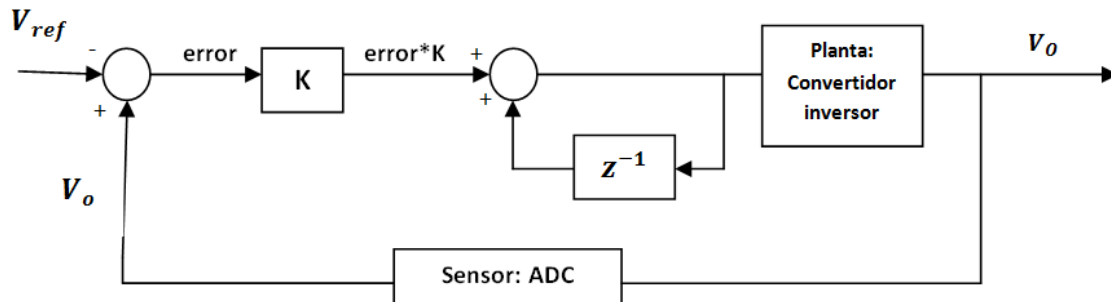 V_ref
-
+
error
K
error*K
+
+
Planta:
Convertidor
inversor
V_O
z^{-1}
V_o
Sensor: ADC